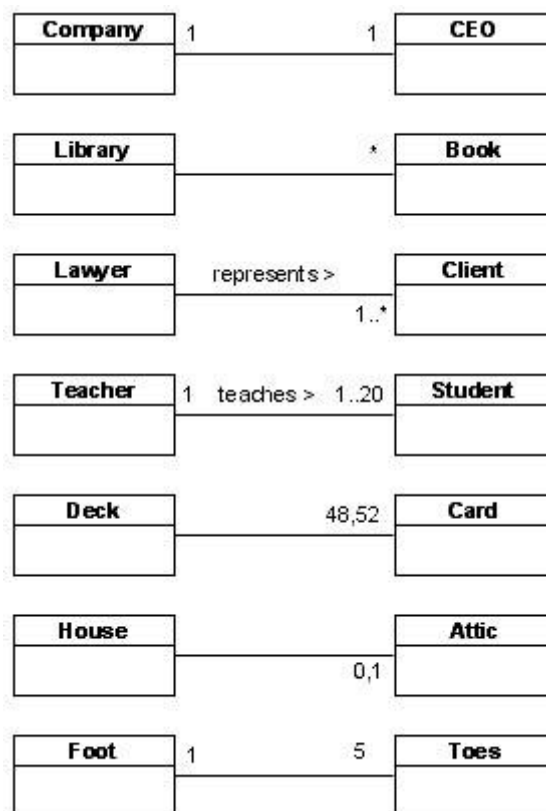 Company 1 1 CEO
Library * Book
Lawyer represents > Client
1..*
Teacher 1 teaches > 1..20 Student
Deck 48,52 Card
House Attic
0,1
Foot 1 5 Toes